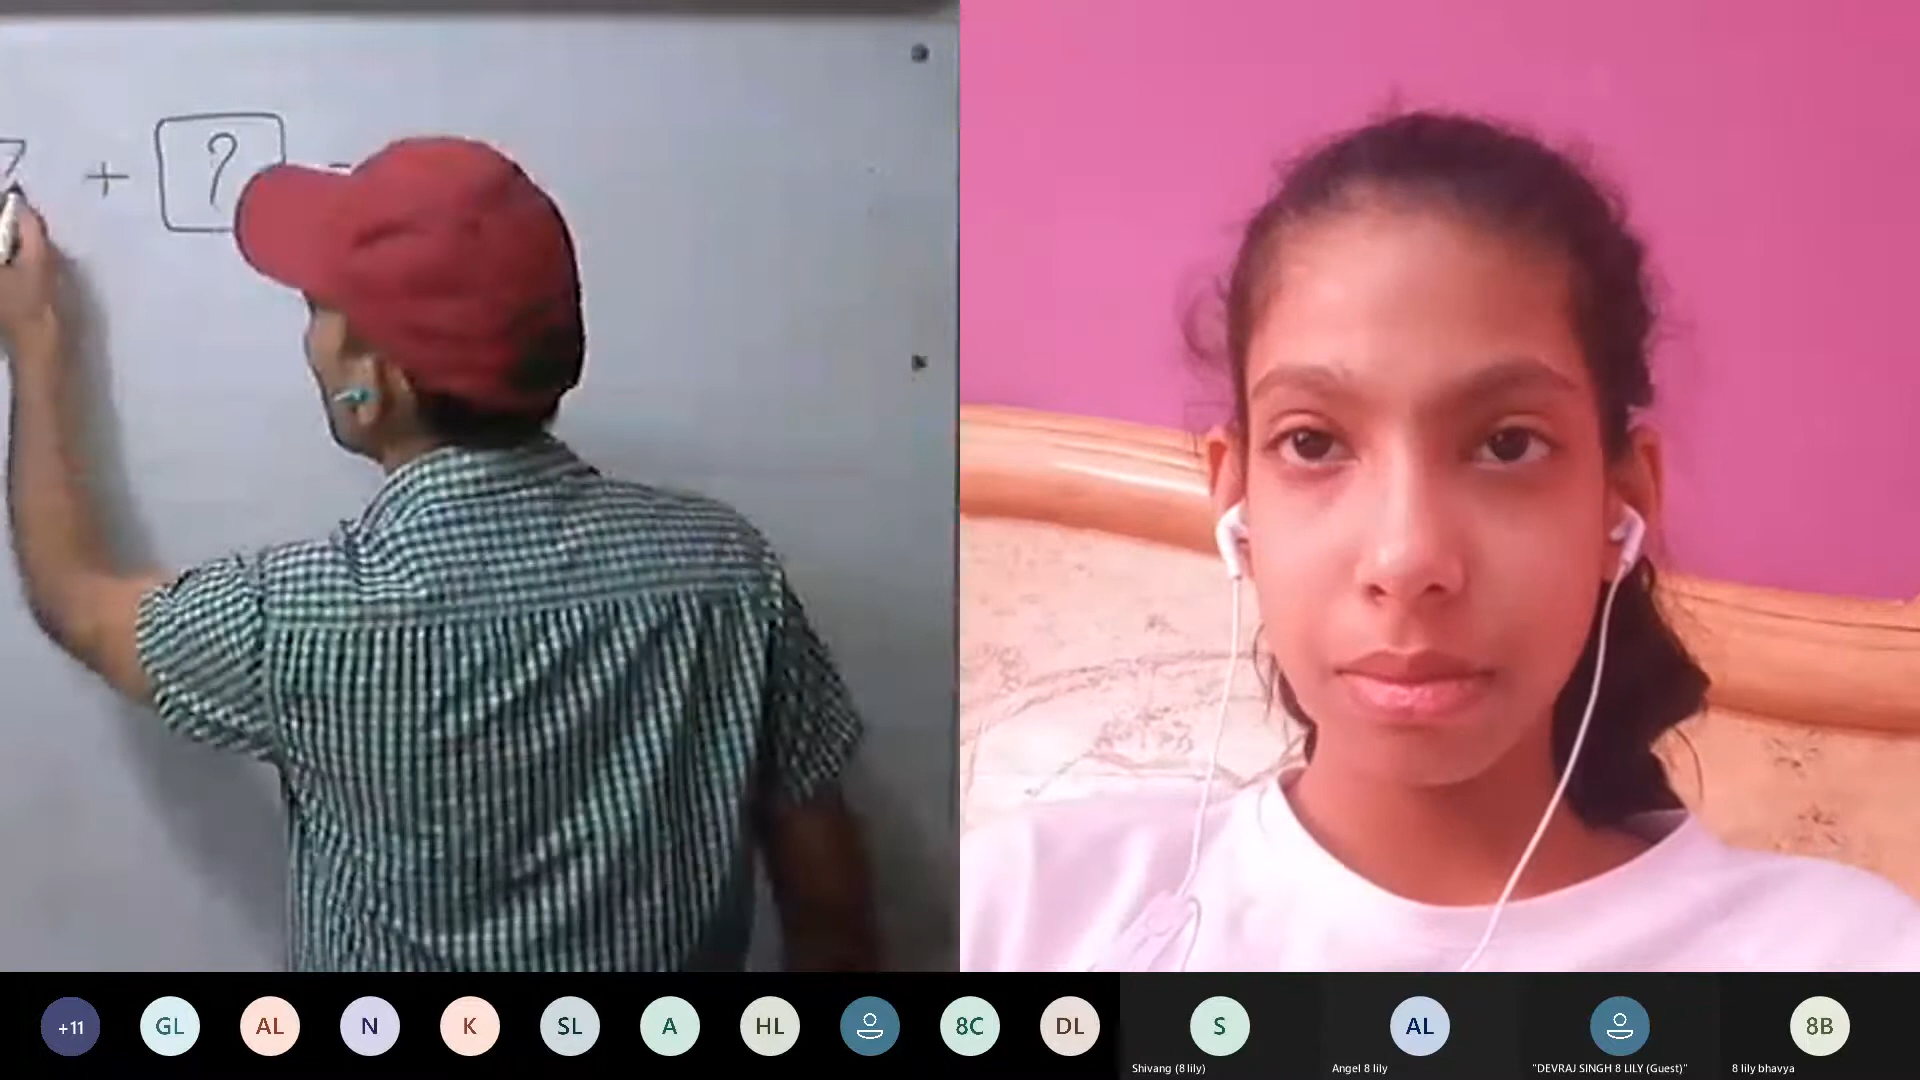 7 + ?
+11 GL AL N K SL A HL 8C DL S AL 8B
Shivang (8 lily) Angel 8 lily "DEVRAJ SINGH 8 LILY (Guest)" 8 lily bhavya